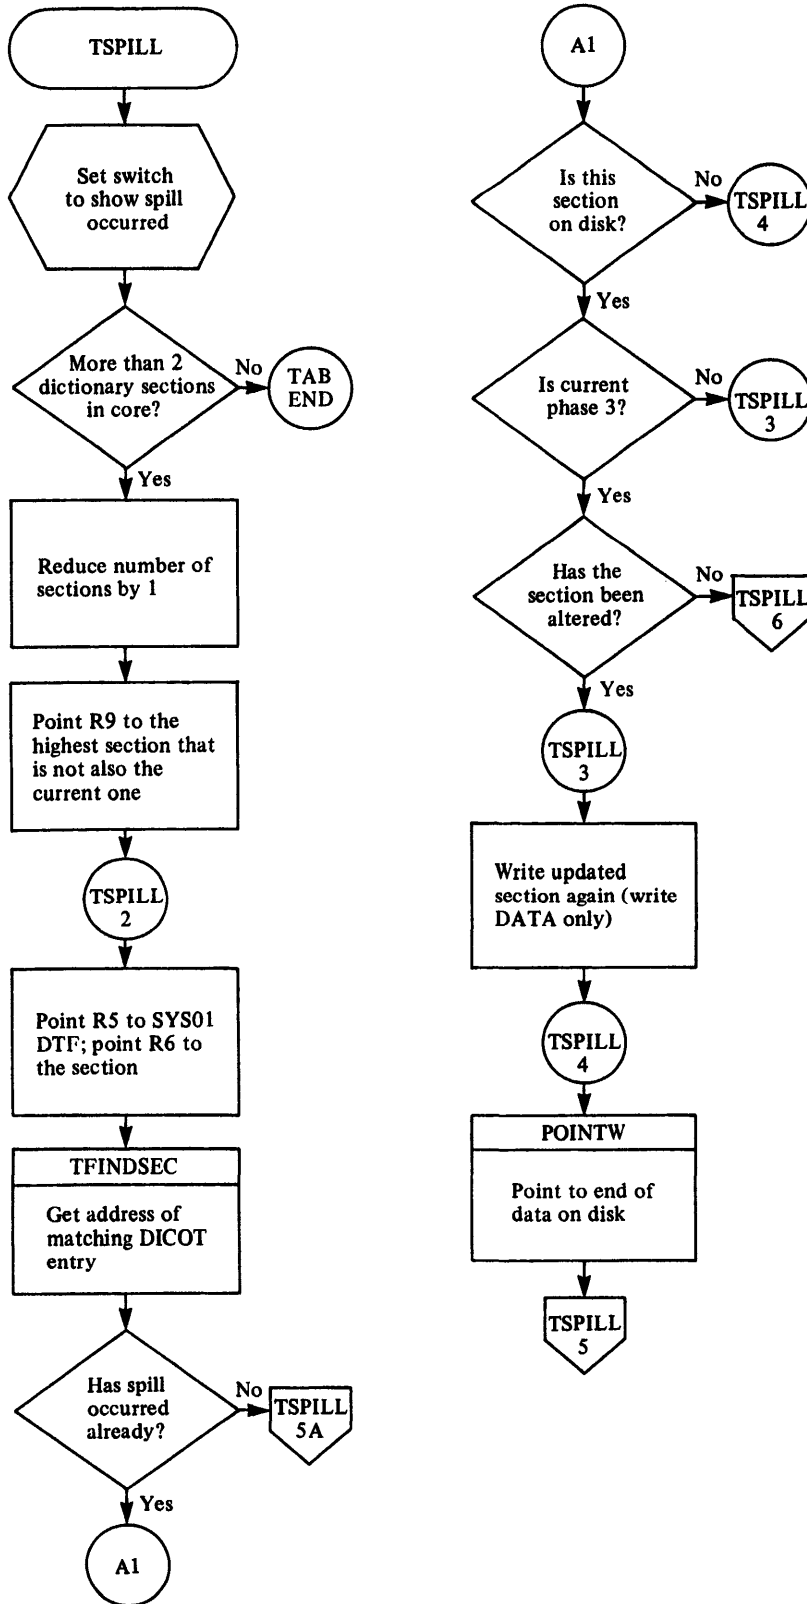 TSPILL
Set switch
to show spill
occurred
More than 2
dictionary sections
in core?
No
TAB
END
Yes
Reduce number of
sections by 1
Point R9 to the
highest section that
is not also the
current one
TSPILL
2
Point R5 to SYS01
DTF; point R6 to
the section
TFINDSEC
Get address of
matching DICOT
entry
Has spill
occurred
already?
No
TSPILL
5A
Yes
A1
A1
Is this
section
on disk?
No
TSPILL
4
Yes
Is current
phase 3?
No
TSPILL
3
Yes
Has the
section been
altered?
No
TSPILL
6
Yes
TSPILL
3
Write updated
section again (write
DATA only)
TSPILL
4
POINTW
Point to end of
data on disk
TSPILL
5